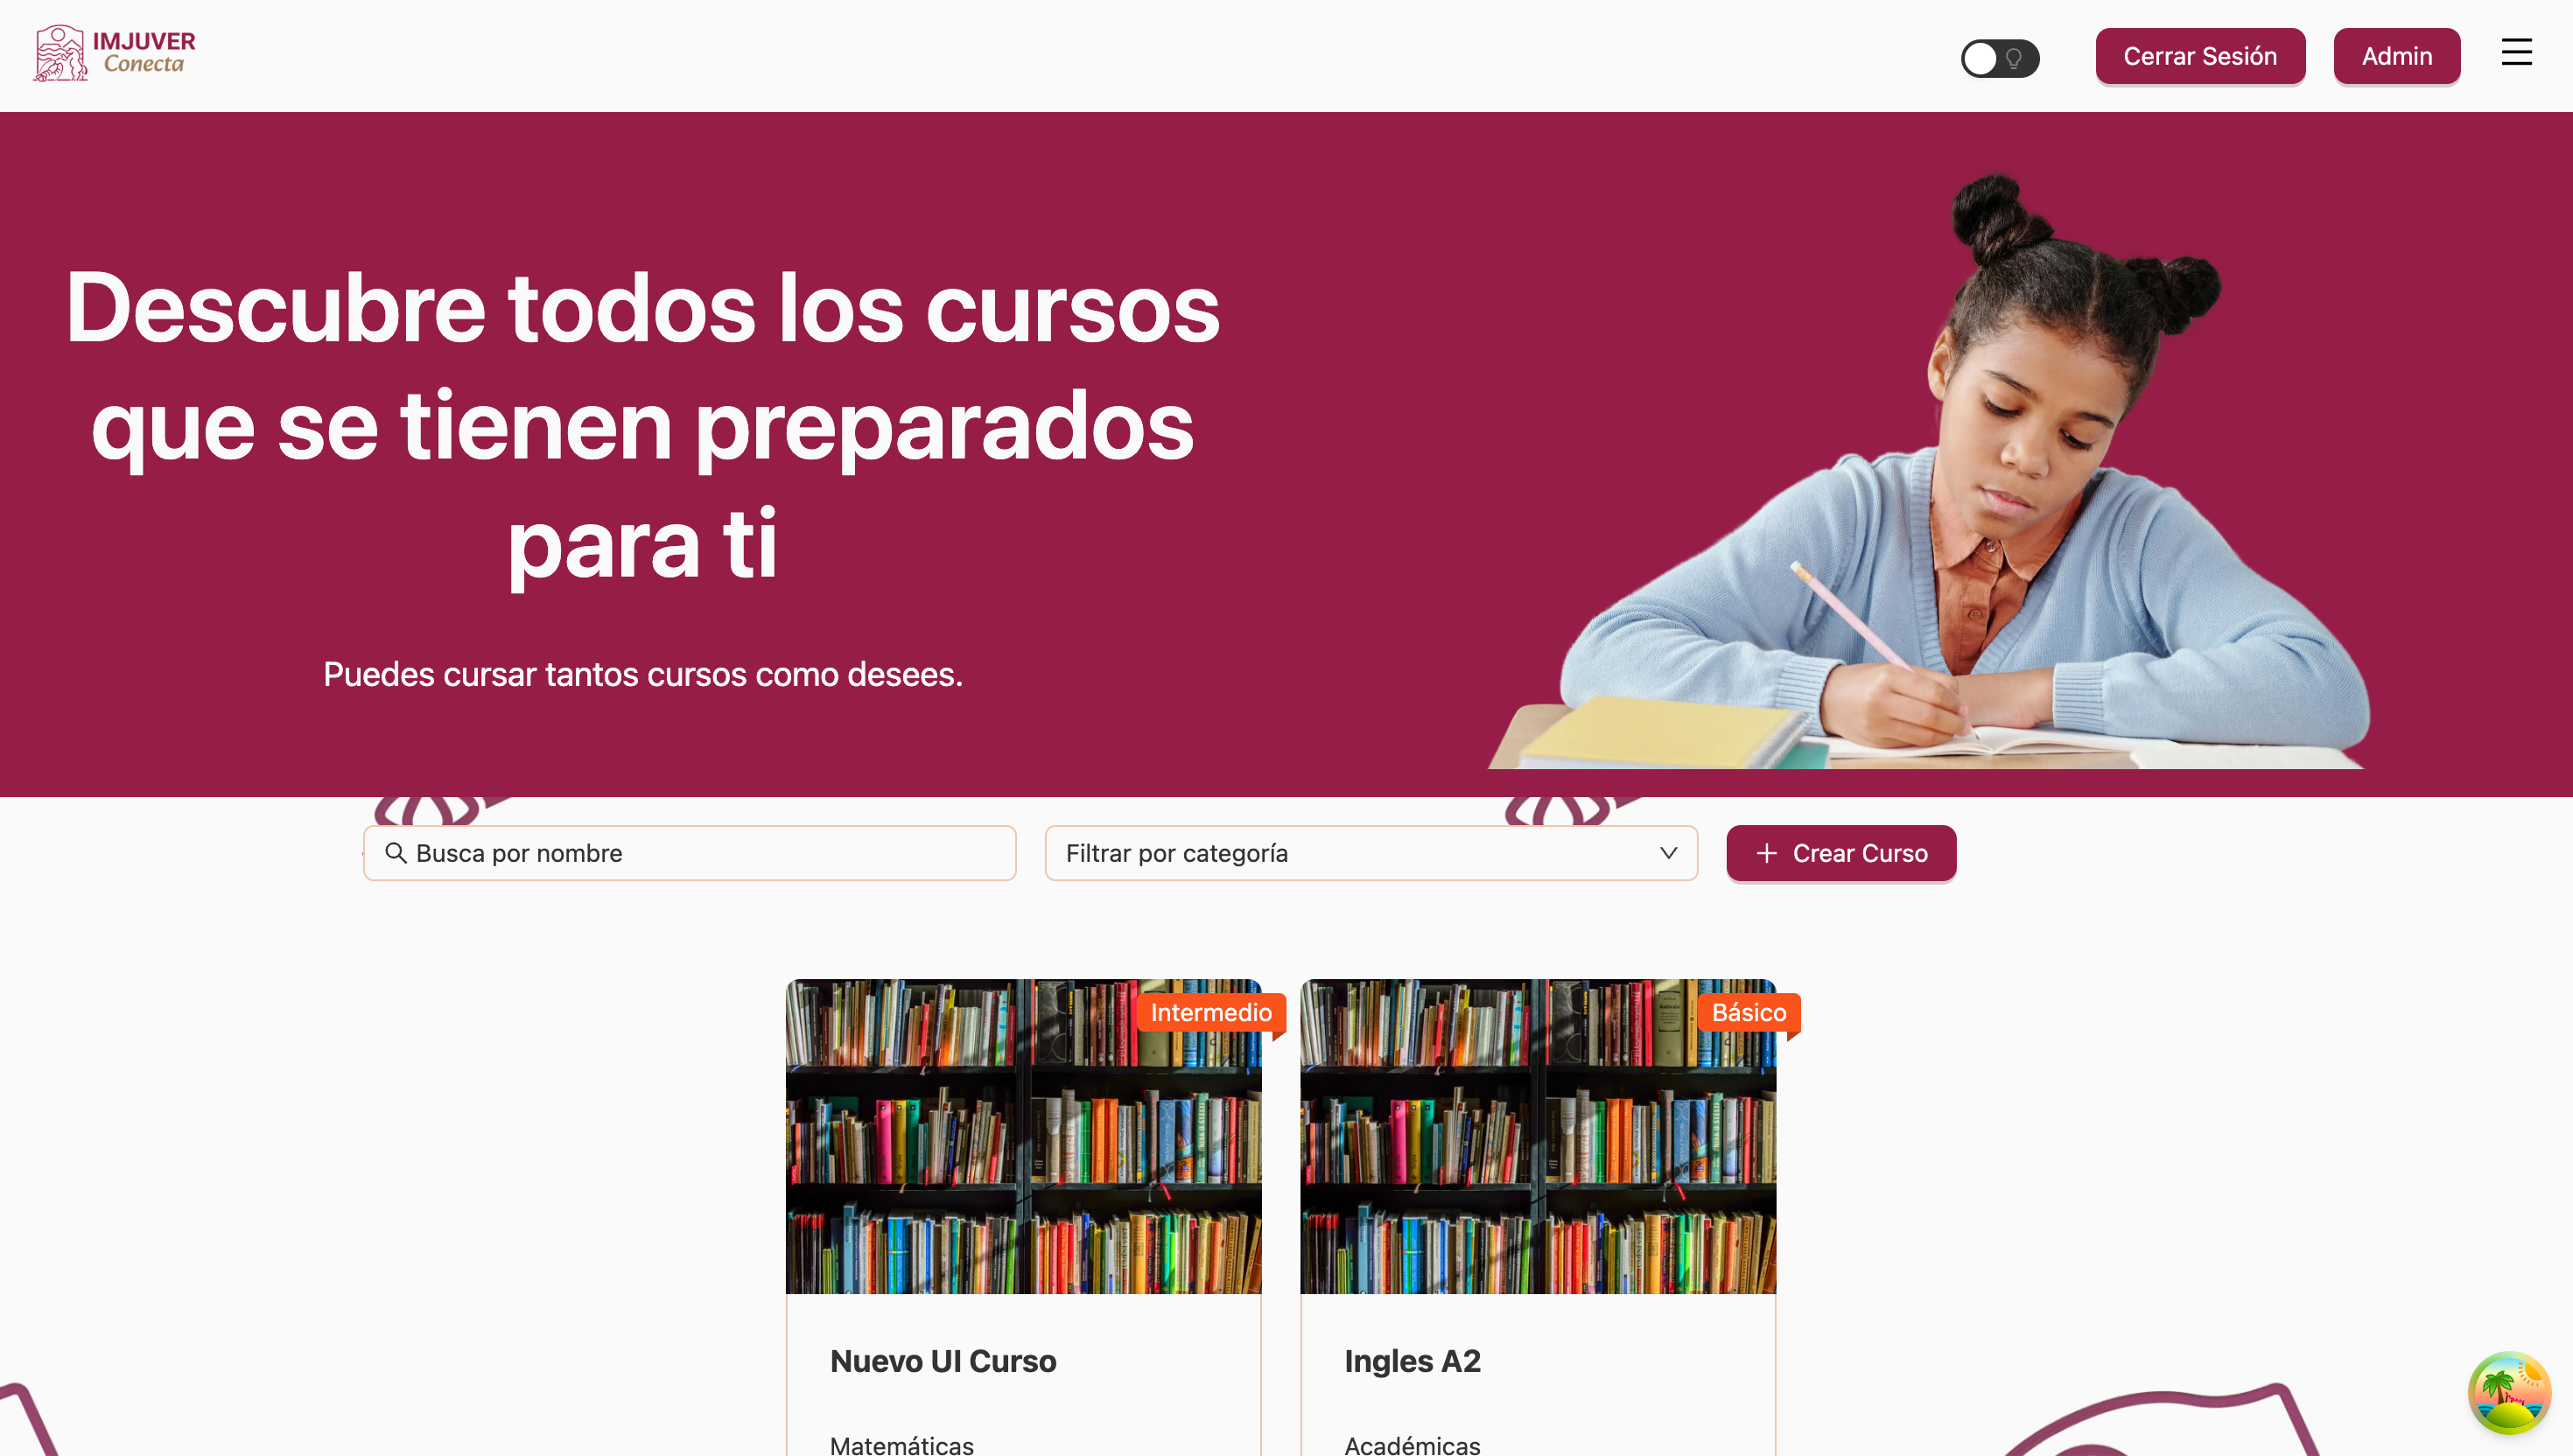 IMJUVER
Conecta
Cerrar Sesión
Admin
Descubre todos los cursos
que se tienen preparados
para ti
Puedes cursar tantos cursos como desees.
Busca por nombre
Filtrar por categoría
Crear Curso
Intermedio
Básico
Nuevo UI Curso
Ingles A2
Matemáticas
Académicas